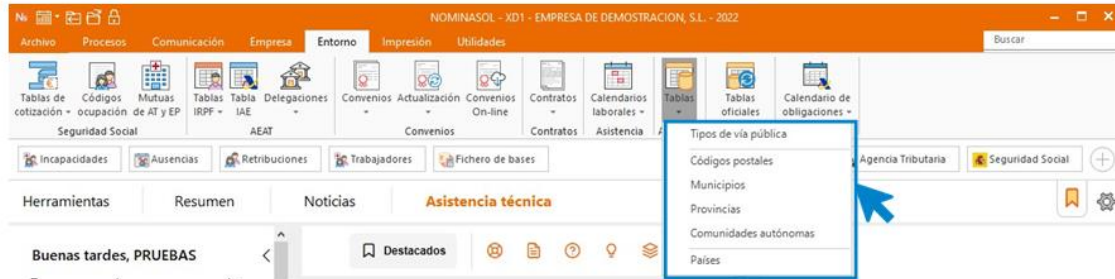 NOMINASOL - XD1 - EMPRESA DE DEMOSTRACION, S.L. - 2022
Archivo Procesos Comunicación Empresa Entorno Impresión Utilidades Buscar
Tablas de cotización Códigos ocupación Mutuas de AT y EP Tablas IRPF Tabla IAE Delegaciones Convenios Actualización Convenios On-line Contratos Calendarios laborales Tablas Tablas oficiales Calendario de obligaciones
Seguridad Social AEAT Convenios Contratos Asistencia
Tipos de vía pública
Incapacidades Ausencias Retribuciones Trabajadores Fichero de bases Códigos postales Agencia Tributaria Seguridad Social
Municipios
Herramientas Resumen Noticias Asistencia técnica Provincias
Comunidades autónomas
Buenas tardes, PRUEBAS Destacados Países